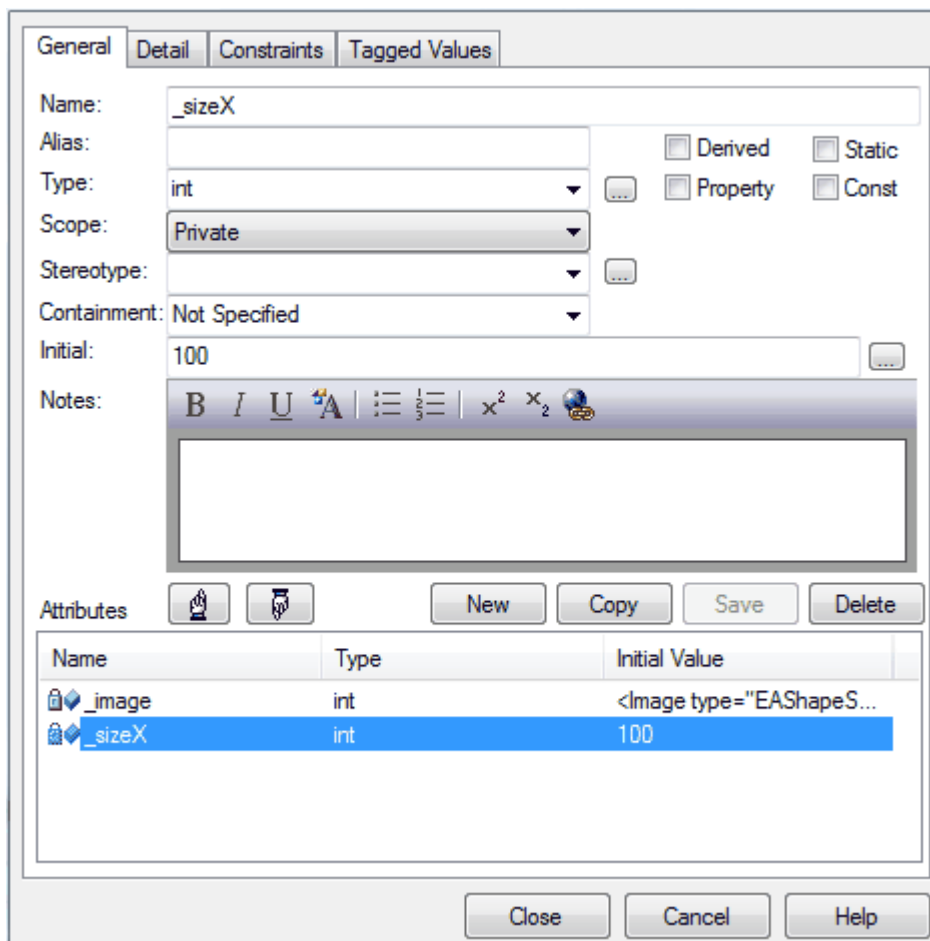 General Detail Constraints Tagged Values
Name: _sizeX
Alias: Derived Static
Type: int ... Property Const
Scope: Private
Stereotype: ...
Containment: Not Specified
Initial: 100 ...
Notes: B I U A x² x₂
Attributes New Copy Save Delete
Name Type Initial Value
_image int <Image type="EAShapeS...
_sizeX int 100
Close Cancel Help